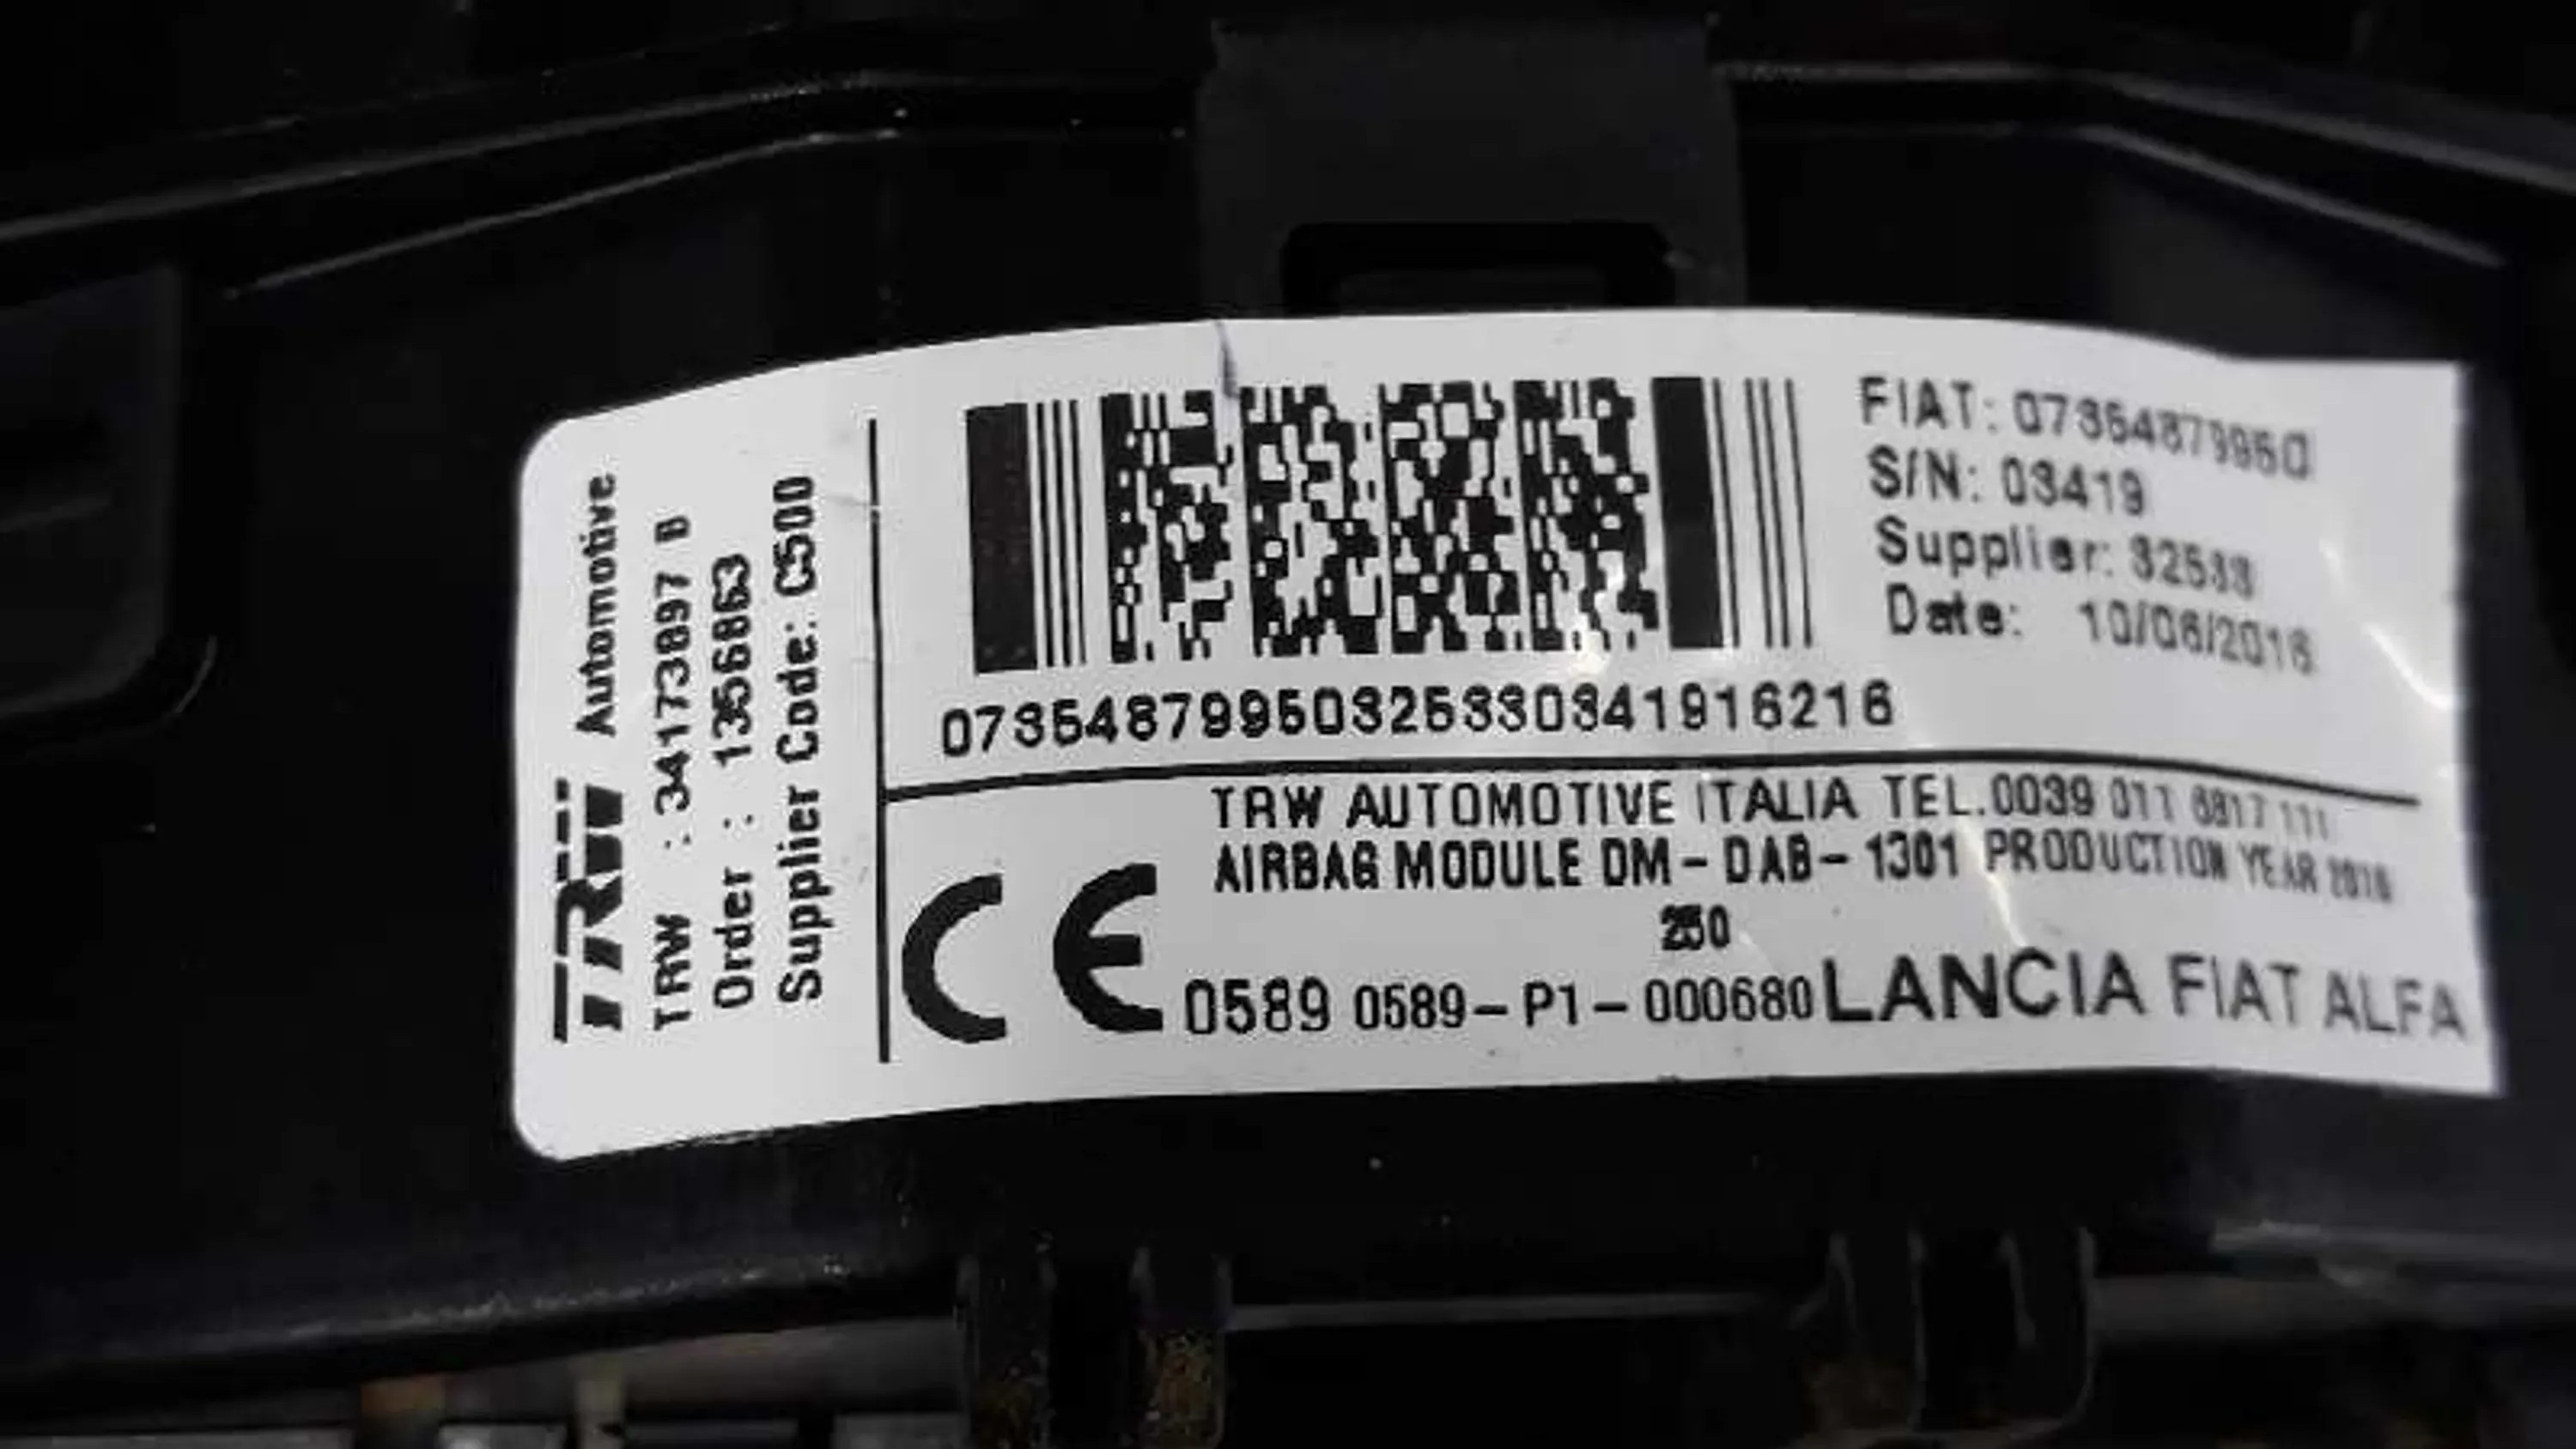 TRW Automotive
TRW : 34173897 B
Order : 1356863
Supplier Code: C500
FIAT: 07354879950
S/N: 03419
Supplier: 32533
Date: 10/06/2016
07354879950325330341916216
TRW AUTOMOTIVE ITALIA TEL.0039 011 6817 111
AIRBAG MODULE DM-DAB-1301 PRODUCTION YEAR 2016
250
CE 0589 0589-P1-000680 LANCIA FIAT ALFA